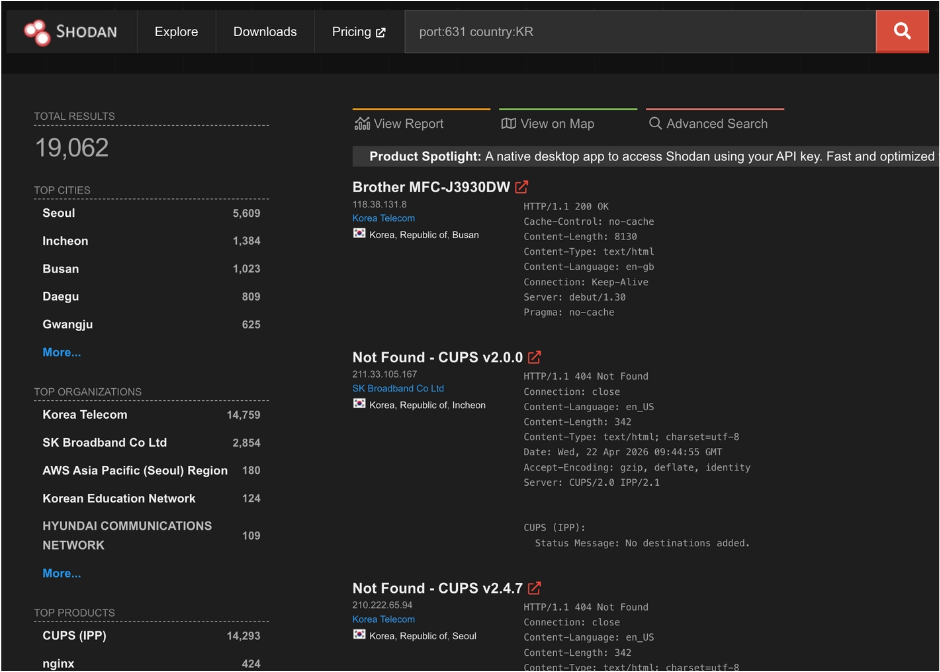 SHODAN
Explore
Downloads
Pricing
port:631 country:KR
TOTAL RESULTS
19,062
TOP CITIES
Seoul 5,609
Incheon 1,384
Busan 1,023
Daegu 809
Gwangju 625
More...
TOP ORGANIZATIONS
Korea Telecom 14,759
SK Broadband Co Ltd 2,854
AWS Asia Pacific (Seoul) Region 180
Korean Education Network 124
HYUNDAI COMMUNICATIONS
NETWORK 109
More...
TOP PRODUCTS
CUPS (IPP) 14,293
nginx 424
View Report
View on Map
Advanced Search
Product Spotlight: A native desktop app to access Shodan using your API key. Fast and optimized
Brother MFC-J3930DW
118.38.131.8
Korea Telecom
Korea, Republic of, Busan
HTTP/1.1 200 OK
Cache-Control: no-cache
Content-Length: 8130
Content-Type: text/html
Content-Language: en-gb
Connection: Keep-Alive
Server: debut/1.30
Pragma: no-cache
Not Found - CUPS v2.0.0
211.33.105.167
SK Broadband Co Ltd
Korea, Republic of, Incheon
HTTP/1.1 404 Not Found
Connection: close
Content-Language: en_US
Content-Length: 342
Content-Type: text/html; charset=utf-8
Date: Wed, 22 Apr 2026 09:44:55 GMT
Accept-Encoding: gzip, deflate, identity
Server: CUPS/2.0 IPP/2.1
CUPS (IPP):
Status Message: No destinations added.
Not Found - CUPS v2.4.7
210.222.65.94
Korea Telecom
Korea, Republic of, Seoul
HTTP/1.1 404 Not Found
Connection: close
Content-Language: en_US
Content-Length: 342
Content-Type: text/html; charset=utf-8